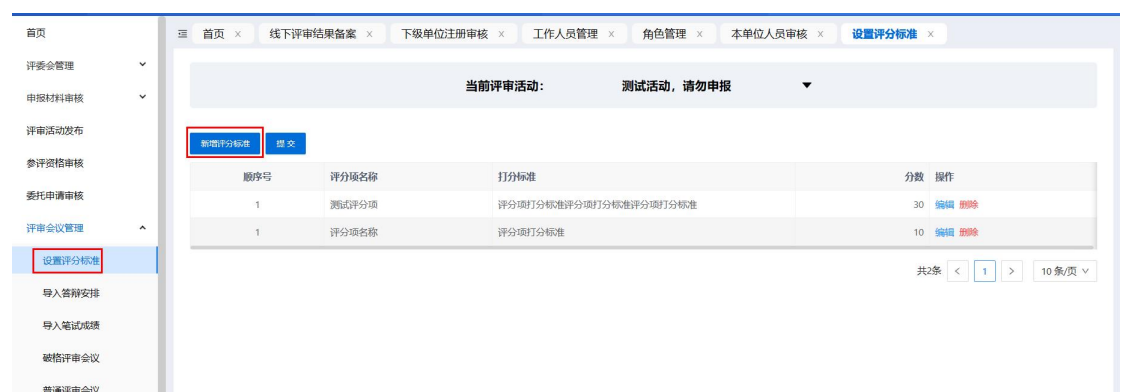 首页
评委会管理
申报材料审核
评审活动发布
参评资格审核
委托申请审核
评审会议管理
设置评分标准
导入答辩安排
导入笔试成绩
破格评审会议
普通评审会议
首页 × 线下评审结果备案 × 下级单位注册审核 × 工作人员管理 × 角色管理 × 本单位人员审核 × 设置评分标准 ×
当前评审活动： 测试活动，请勿申报
新增评分标准 提交
顺序号 评分项名称 打分标准 分数 操作
1 测试评分项 评分项打分标准评分项打分标准评分项打分标准 30 编辑 删除
1 评分项名称 评分项打分标准 10 编辑 删除
共2条 < 1 > 10 条/页